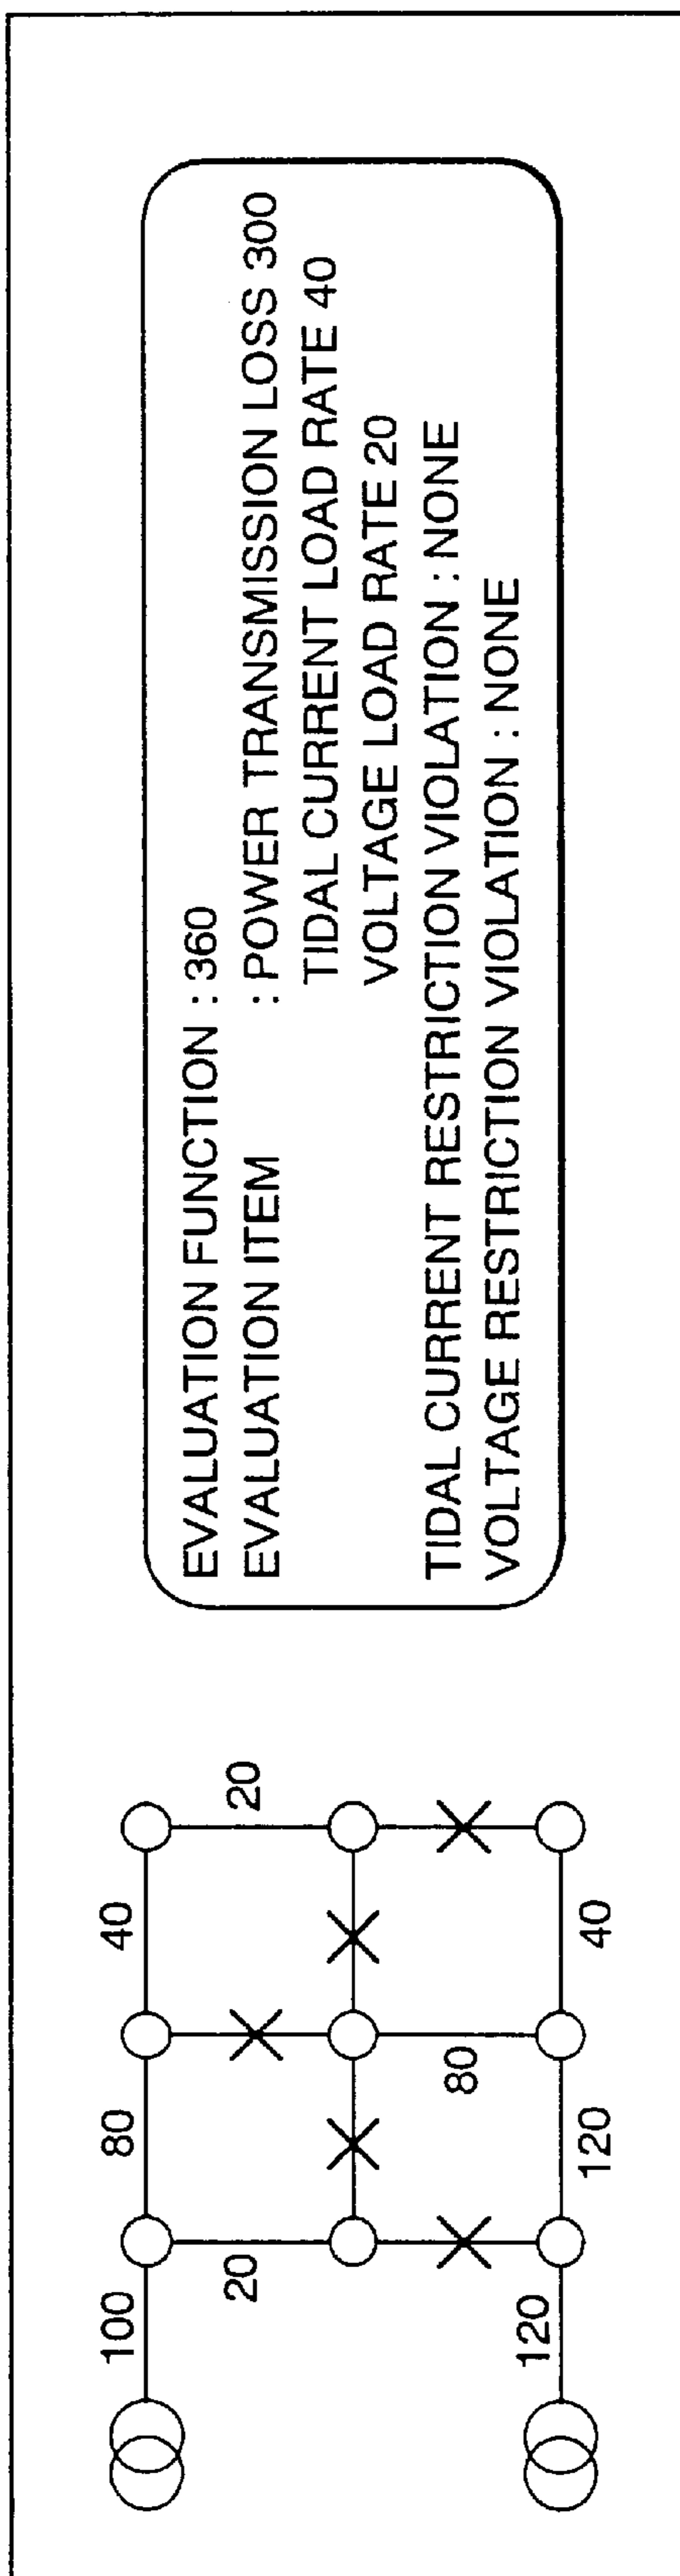 100
80
40
20
20
80
120
120
40
EVALUATION FUNCTION : 360
EVALUATION ITEM : POWER TRANSMISSION LOSS 300
TIDAL CURRENT LOAD RATE 40
VOLTAGE LOAD RATE 20
TIDAL CURRENT RESTRICTION VIOLATION : NONE
VOLTAGE RESTRICTION VIOLATION : NONE